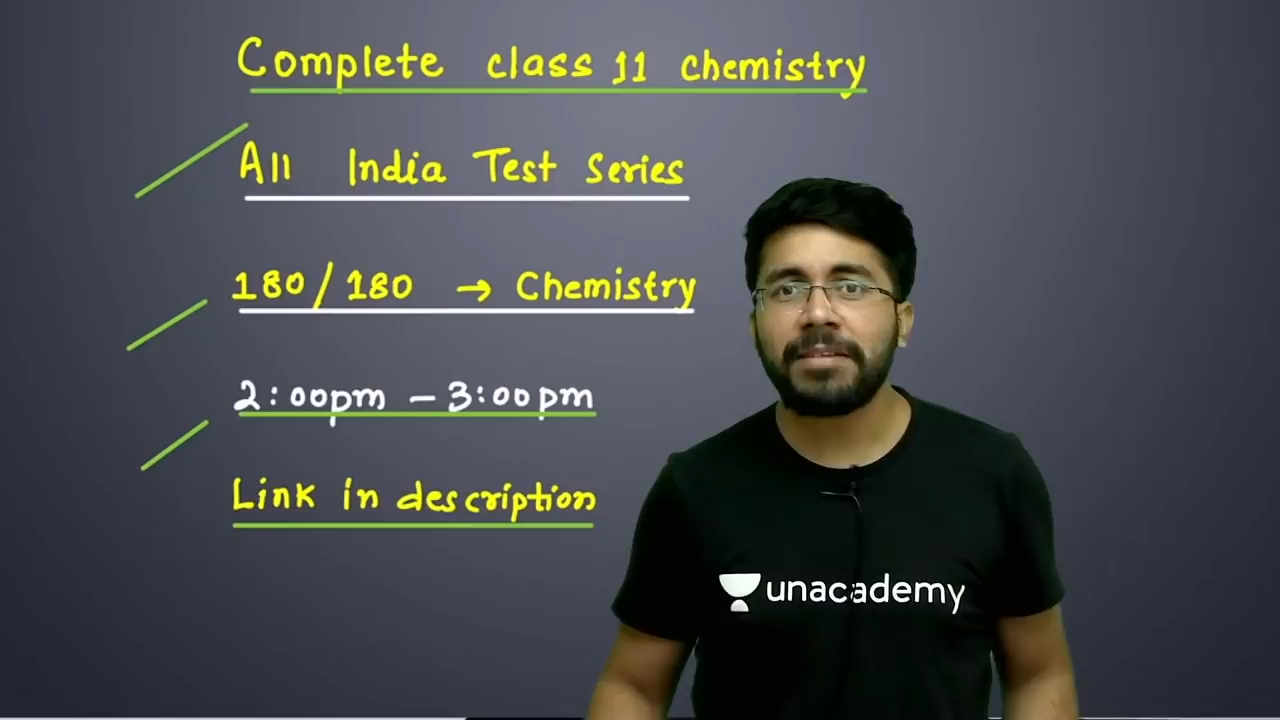 Complete class 11 chemistry
All India Test Series
180/180 → Chemistry
2:00pm – 3:00pm
Link in description
unacademy